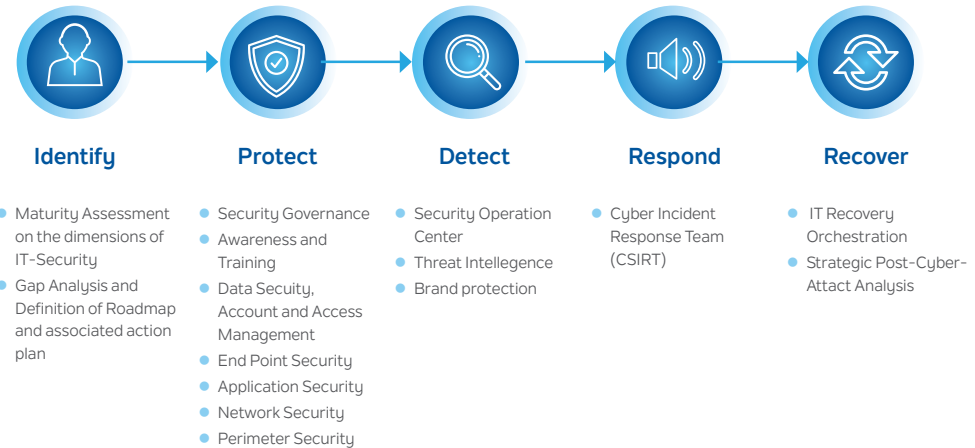 Identify
Maturity Assessment
on the dimensions of
IT-Security
Gap Analysis and
Definition of Roadmap
and associated action
plan
Protect
Security Governance
Awareness and
Training
Data Secuity,
Account and Access
Management
End Point Security
Application Security
Network Security
Perimeter Security
Detect
Security Operation
Center
Threat Intellegence
Brand protection
Respond
Cyber Incident
Response Team
(CSIRT)
Recover
IT Recovery
Orchestration
Strategic Post-Cyber-
Attact Analysis